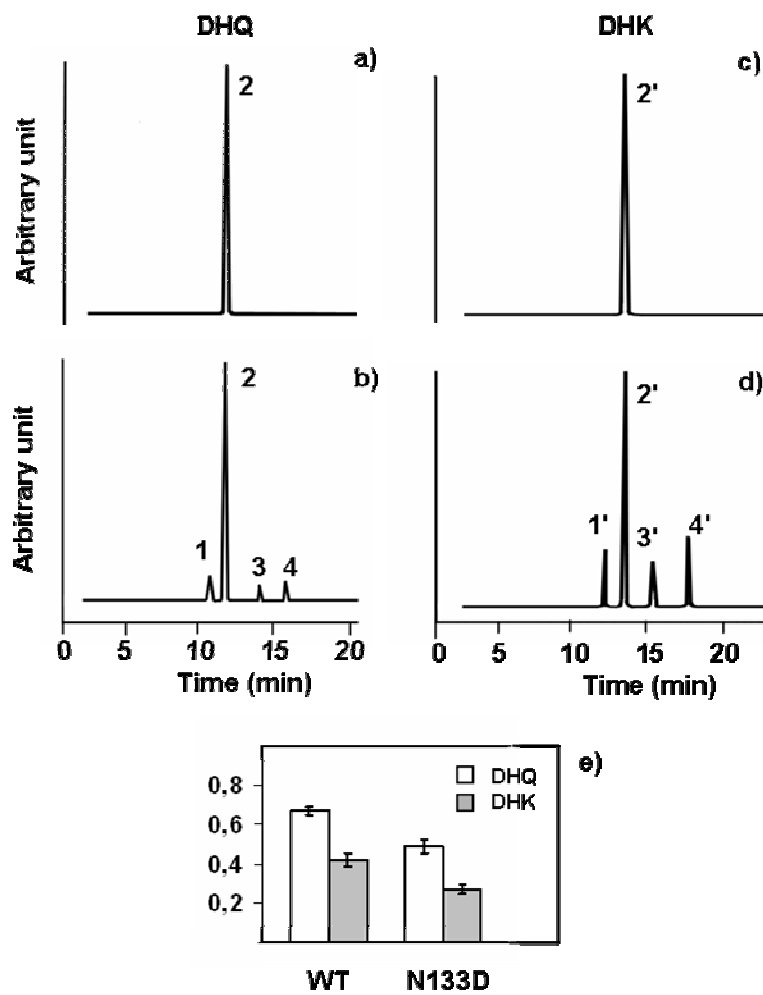 DHQ
DHK
a)
2
Arbitrary unit
c)
2'
b)
2
1
3
4
Arbitrary unit
0 5 10 15 20
Time (min)
d)
2'
1'
3'
4'
0 5 10 15 20
Time (min)
e)
DHQ
DHK
0,8
0,6
0,4
0,2
WT N133D